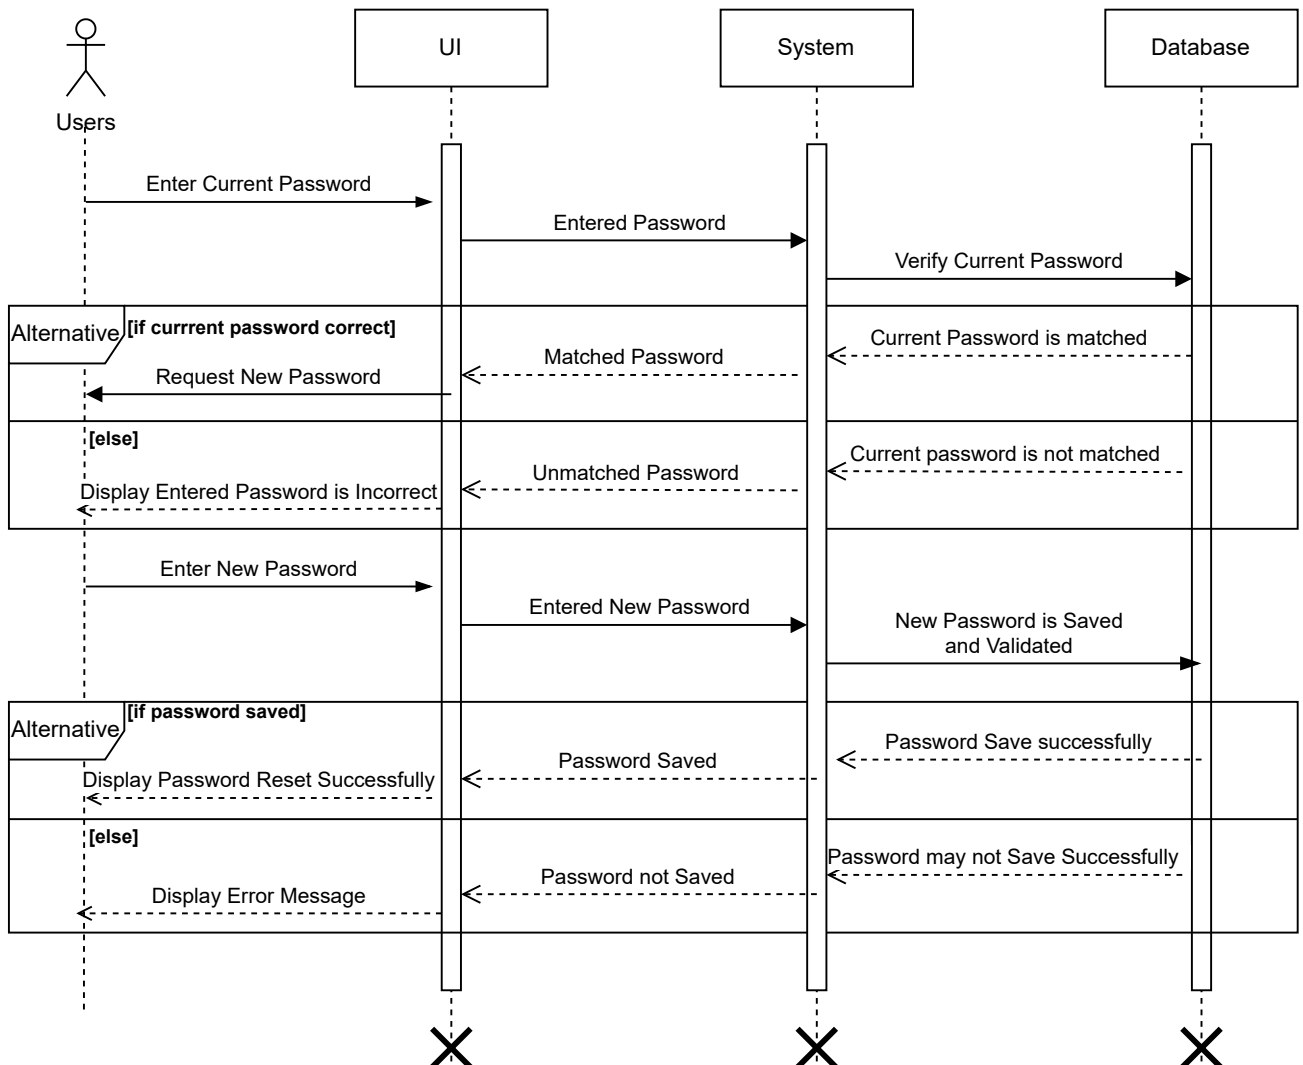 Users
UI
System
Database
Enter Current Password
Entered Password
Verify Current Password
Alternative
[if currrent password correct]
Current Password is matched
Matched Password
Request New Password
[else]
Current password is not matched
Unmatched Password
Display Entered Password is Incorrect
Enter New Password
Entered New Password
New Password is Saved
and Validated
Alternative
[if password saved]
Password Save successfully
Password Saved
Display Password Reset Successfully
[else]
Password may not Save Successfully
Password not Saved
Display Error Message